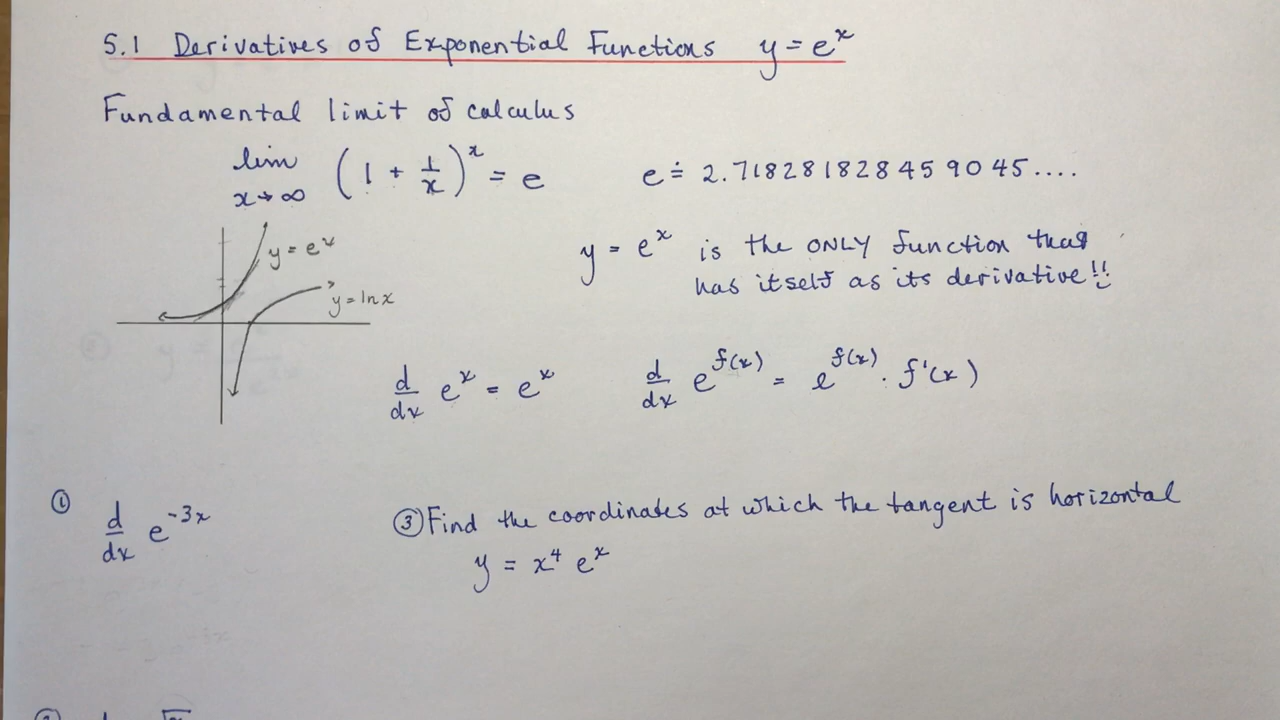 5.1 Derivatives of Exponential Functions y = e^x
Fundamental limit of calculus
lim x→∞ (1 + 1/x)^x = e
e ≐ 2.718281828459045....
y = e^x
y = ln x
y = e^x is the ONLY function that
has itself as its derivative!!
d/dx e^x = e^x
d/dx e^f(x) = e^f(x) · f'(x)
① d/dx e^-3x
③ Find the coordinates at which the tangent is horizontal
y = x^4 e^x